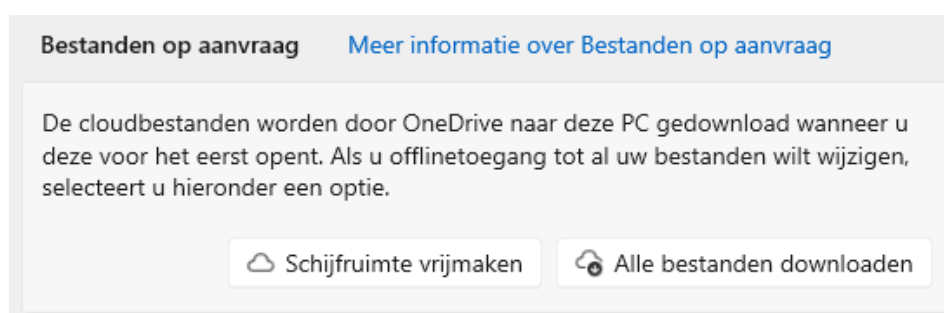 Bestanden op aanvraag Meer informatie over Bestanden op aanvraag
De cloudbestanden worden door OneDrive naar deze PC gedownload wanneer u
deze voor het eerst opent. Als u offlinetoegang tot al uw bestanden wilt wijzigen,
selecteert u hieronder een optie.
Schijfruimte vrijmaken Alle bestanden downloaden